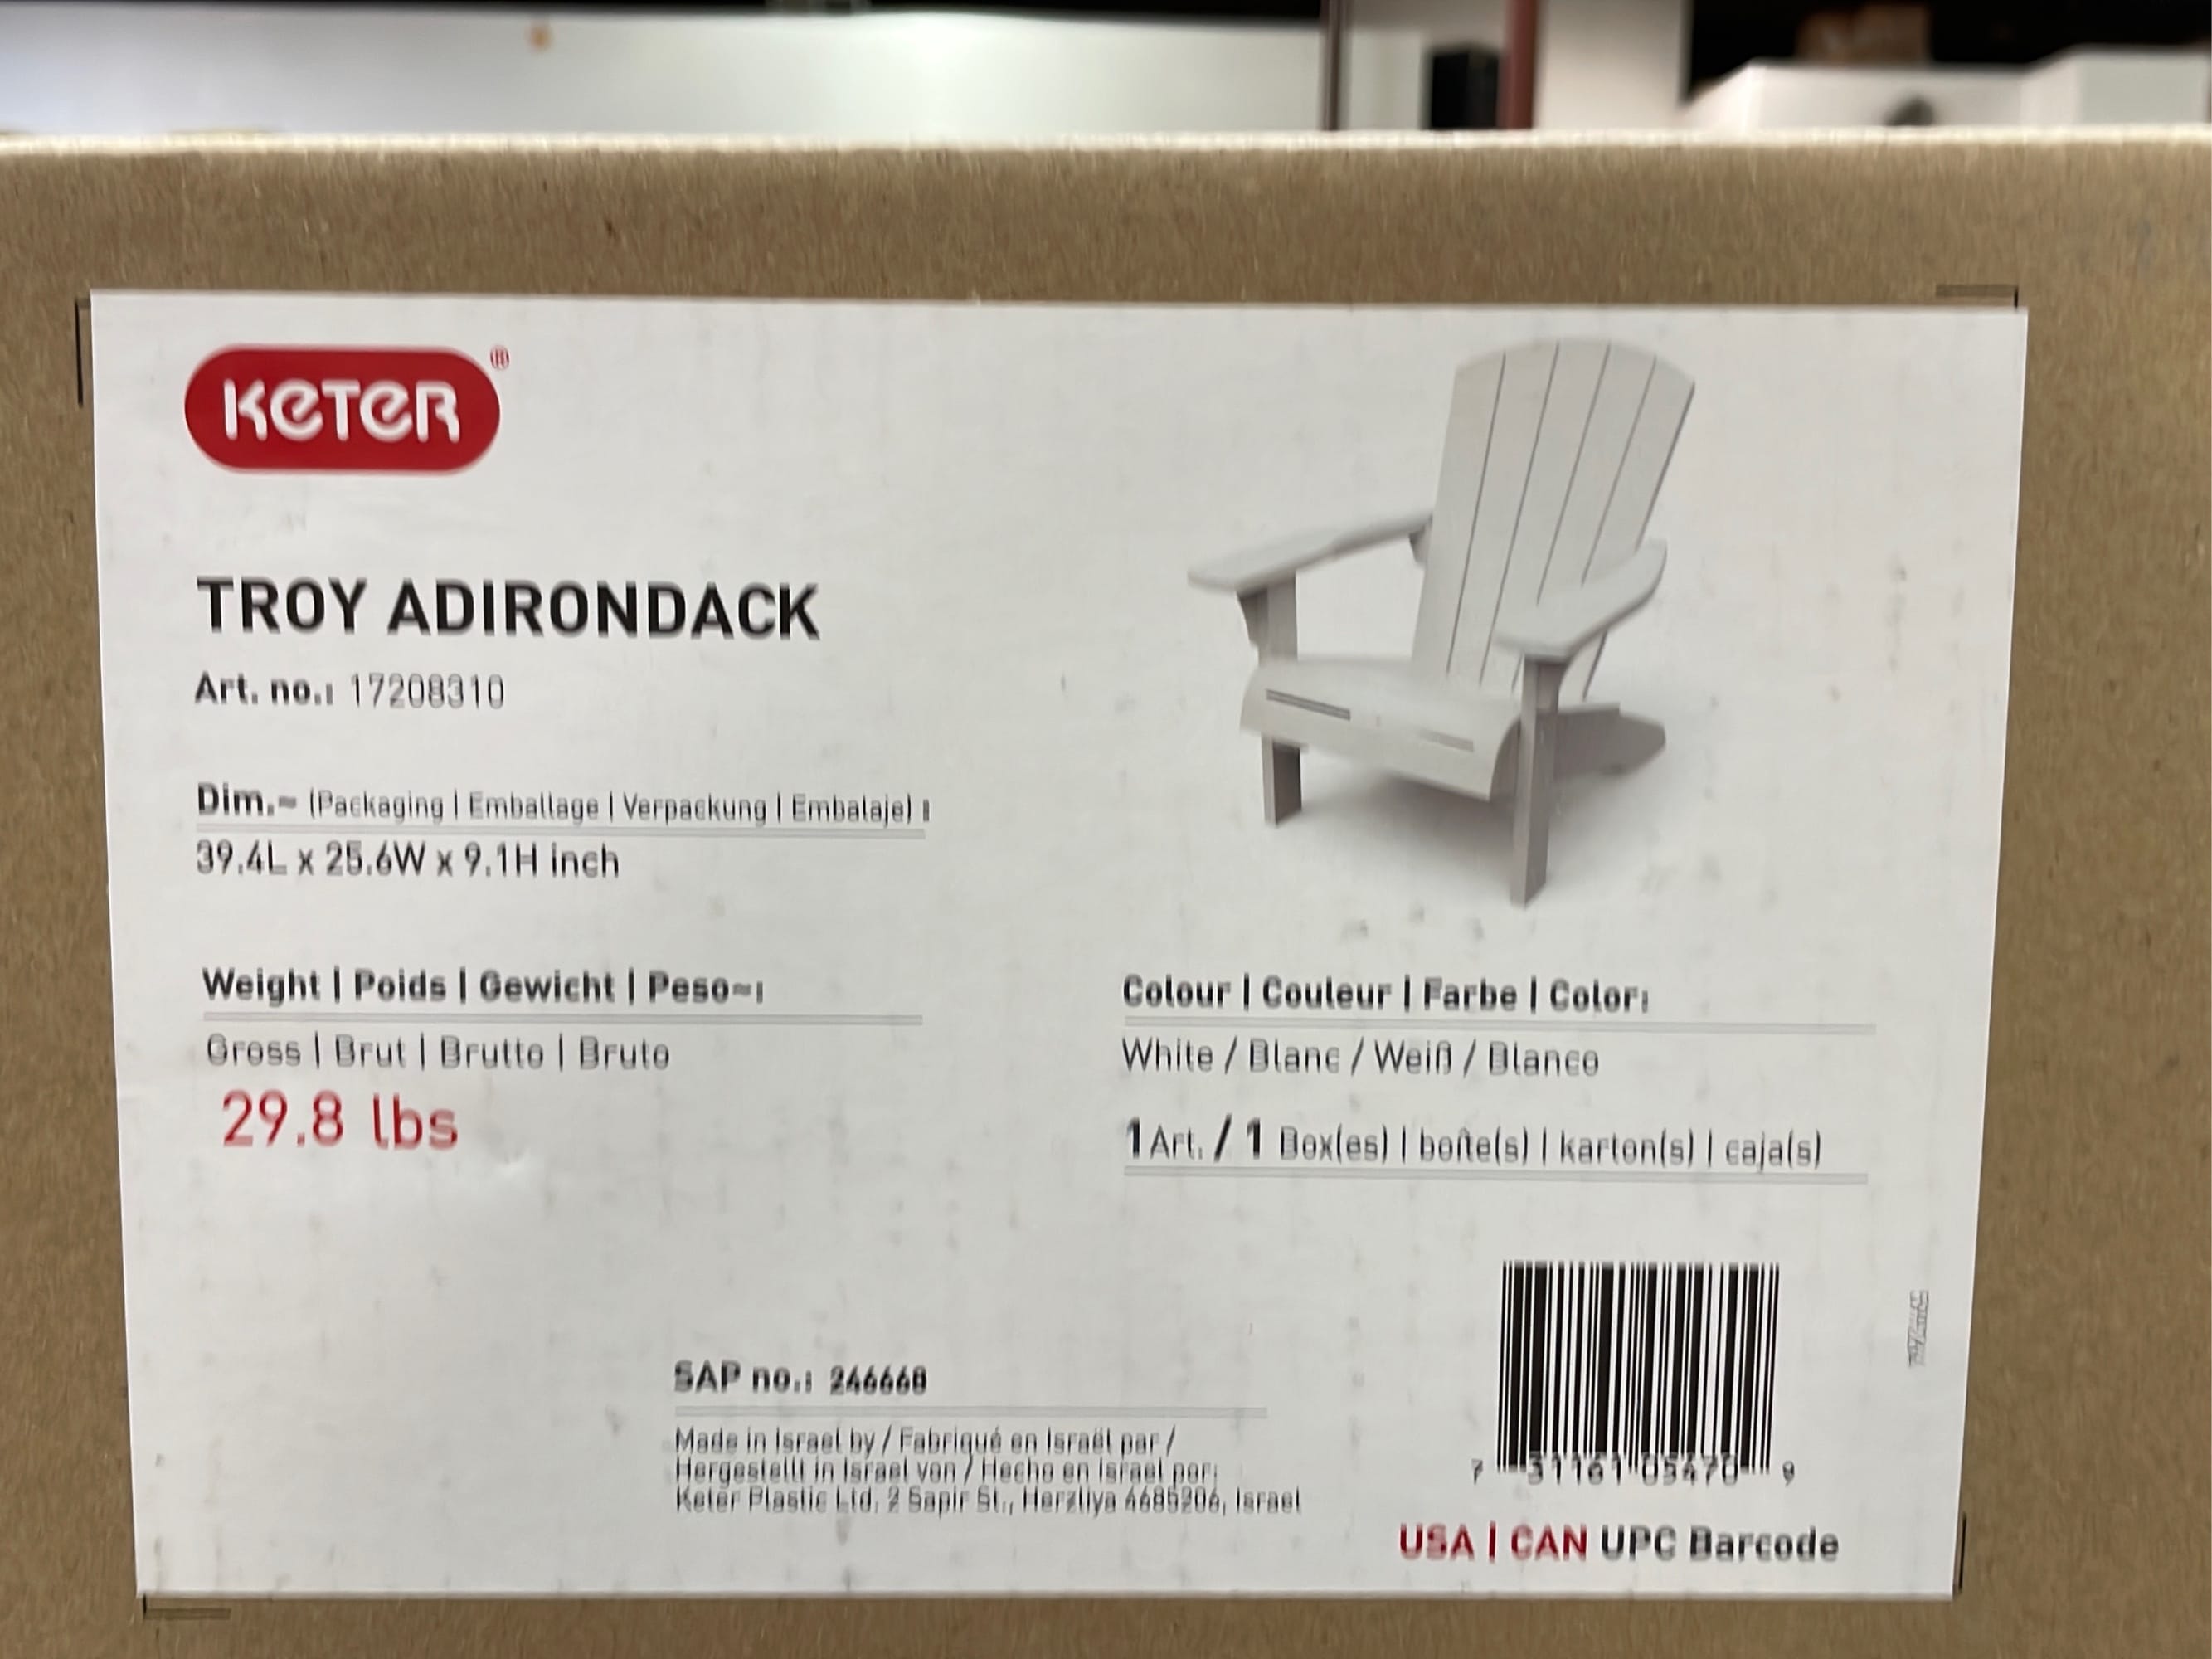 KETER®
TROY ADIRONDACK
Art. no.: 17208310
Dim.~ (Packaging | Emballage | Verpackung | Embalaje) :
39.4L x 25.6W x 9.1H inch
Weight | Poids | Gewicht | Peso~:
Gross | Brut | Brutto | Bruto
29.8 lbs
Colour | Couleur | Farbe | Color:
White / Blanc / Weiß / Blanco
1 Art. / 1 Box(es) | boîte(s) | karton(s) | caja(s)
SAP no.: 246668
Made in Israel by / Fabriqué en Israël par /
Hergestellt in Israel von / Hecho en Israel por:
Keter Plastic Ltd. 2 Sapir St., Herzliya 4685206, Israel
7 31161 05470 9
USA | CAN UPC Barcode